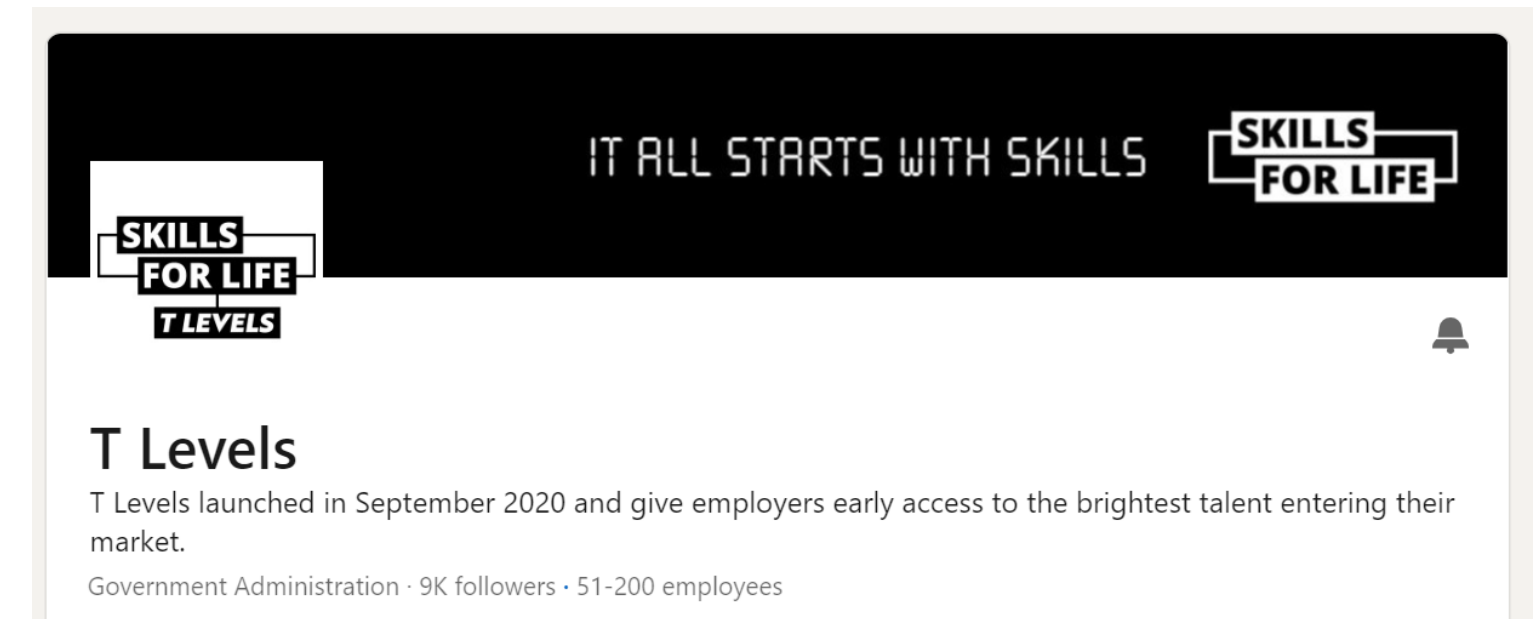 IT ALL STARTS WITH SKILLS
SKILLS
FOR LIFE
SKILLS
FOR LIFE
T LEVELS
T Levels
T Levels launched in September 2020 and give employers early access to the brightest talent entering their
market.
Government Administration · 9K followers · 51-200 employees